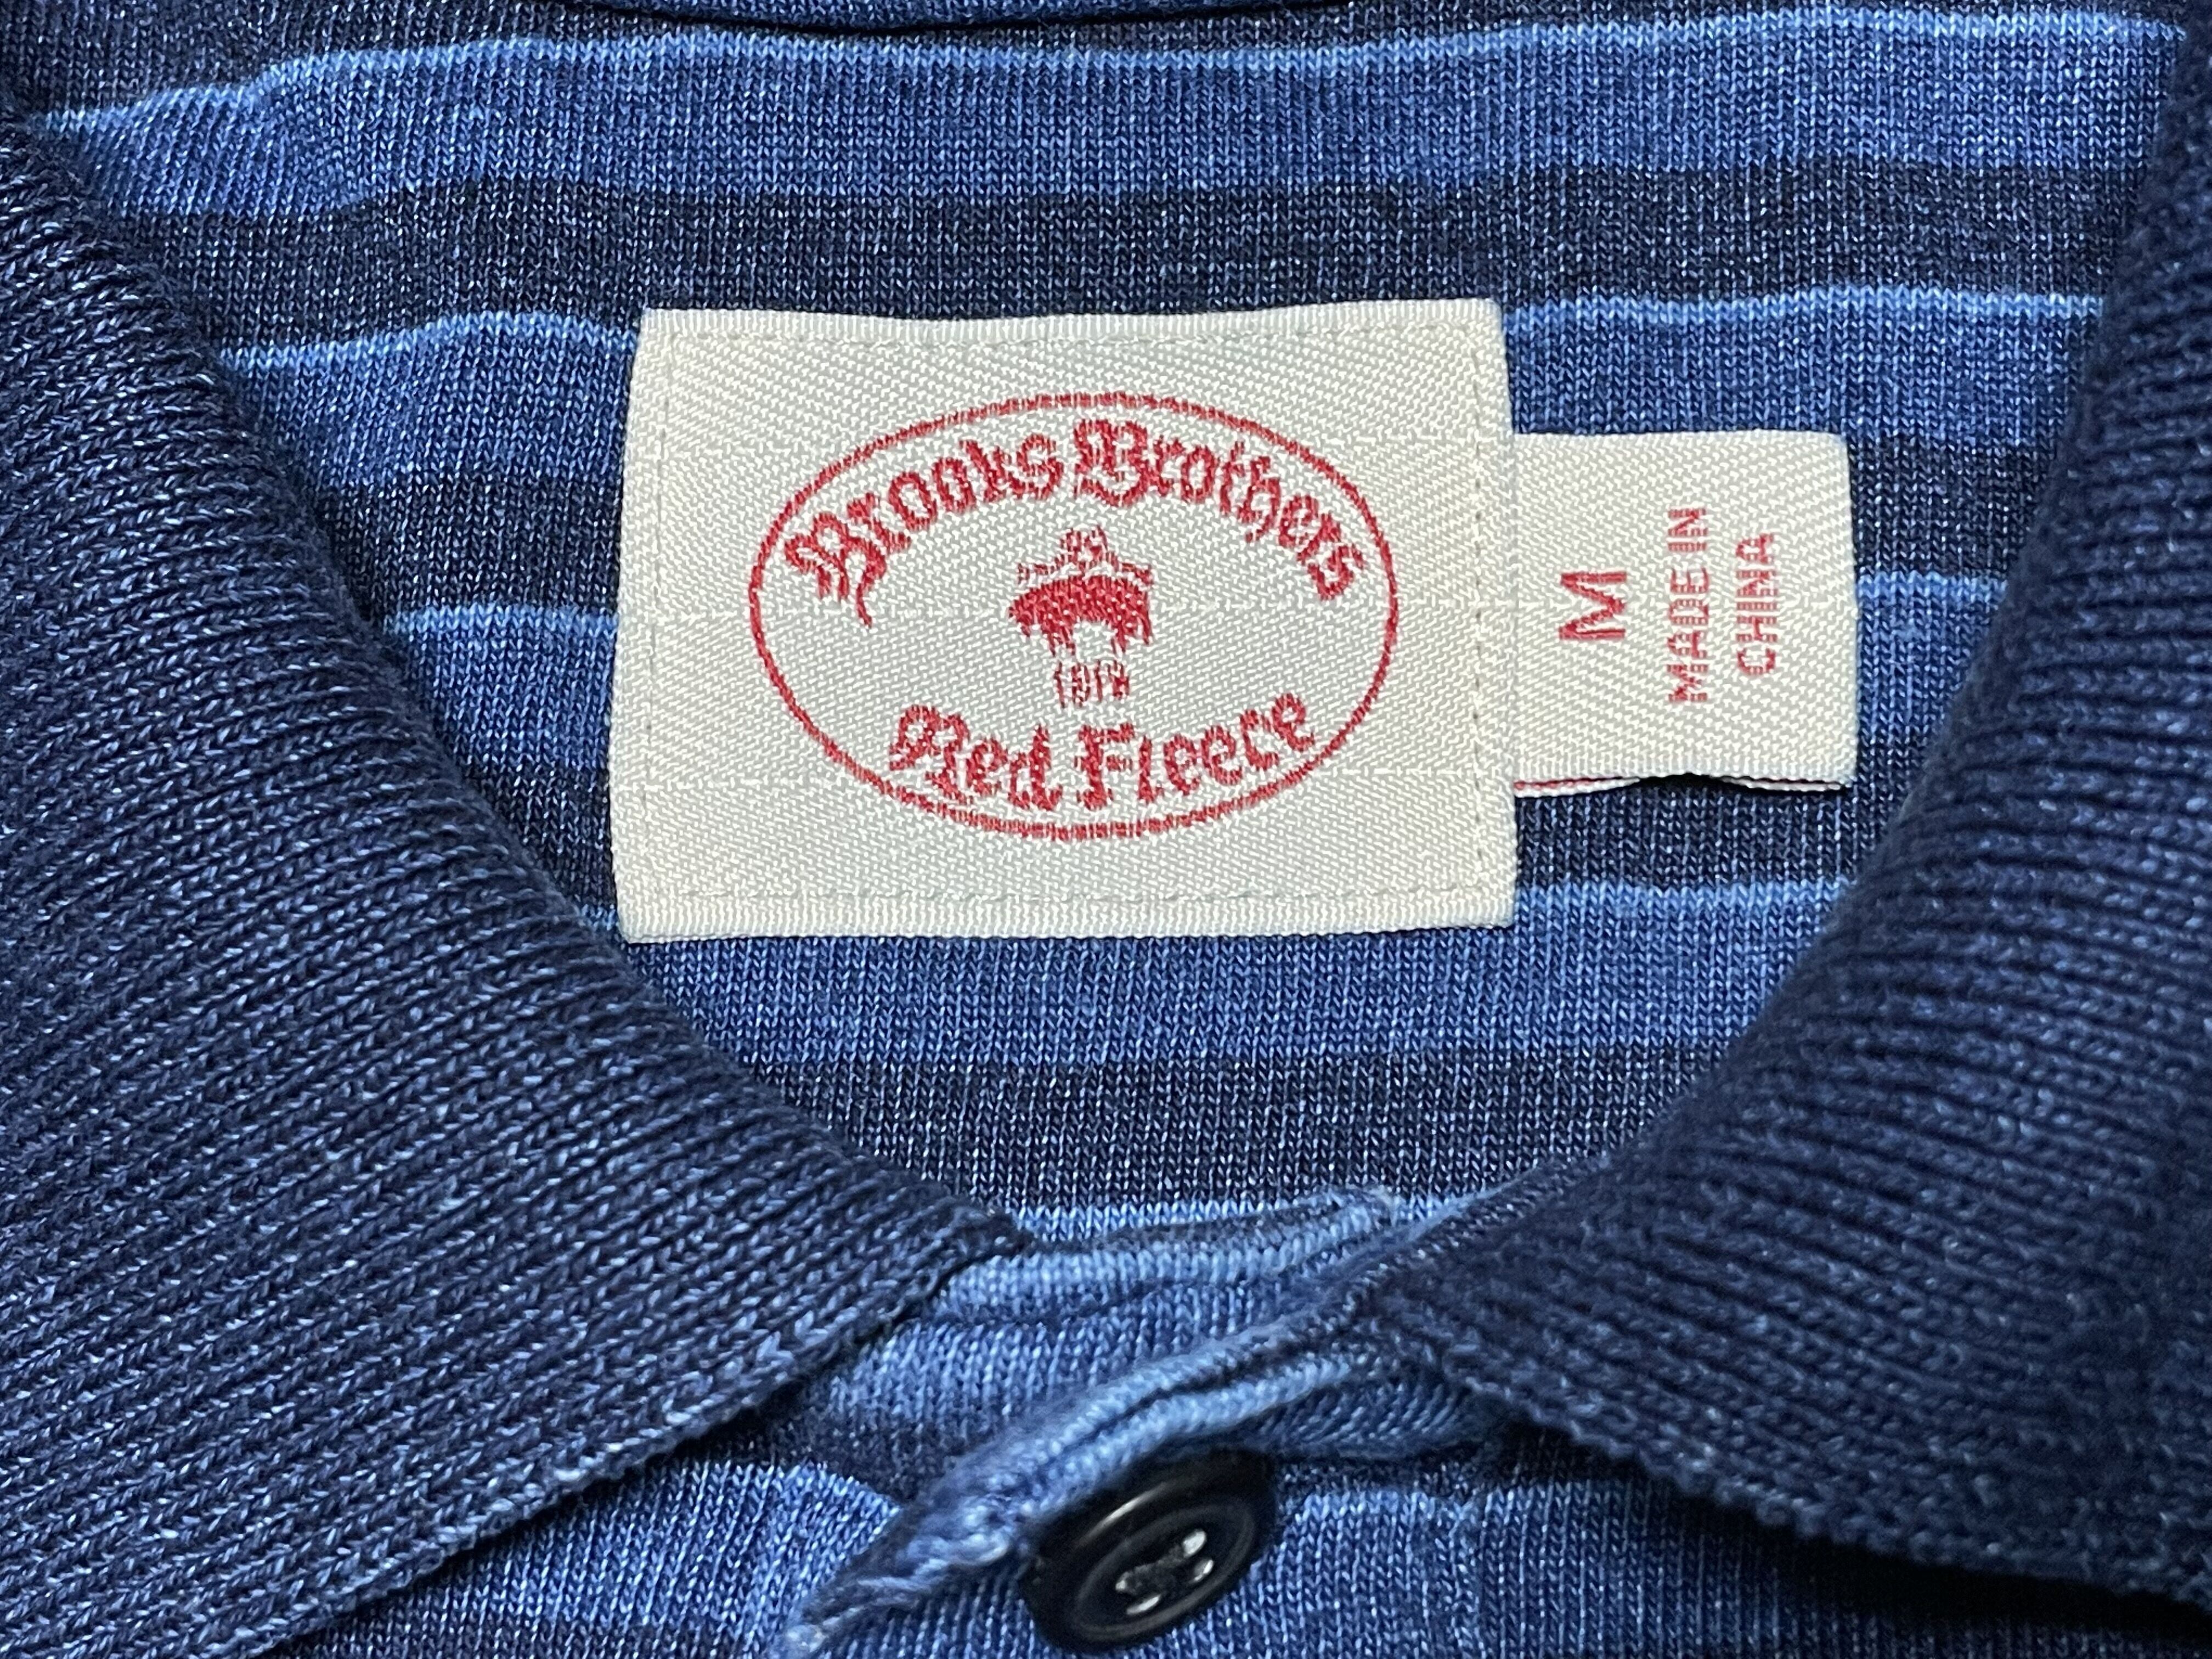 Brooks Brothers
1818
Red Fleece
M
MADE IN
CHINA